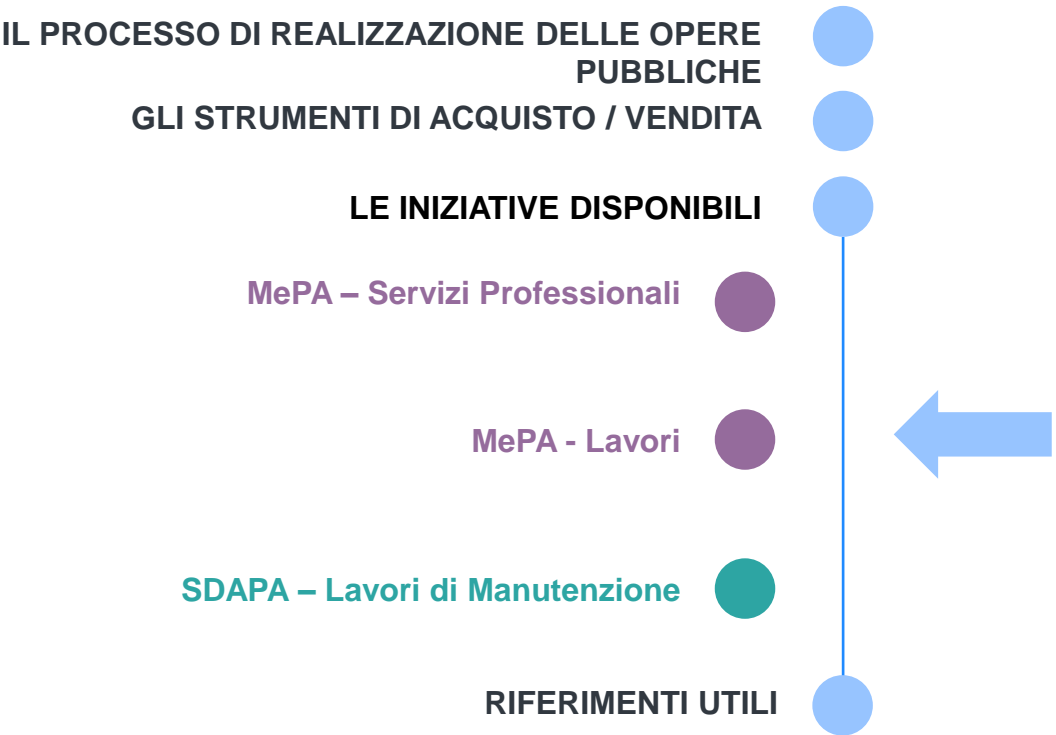 IL PROCESSO DI REALIZZAZIONE DELLE OPERE
PUBBLICHE
GLI STRUMENTI DI ACQUISTO / VENDITA
LE INIZIATIVE DISPONIBILI
MePA – Servizi Professionali
MePA - Lavori
SDAPA – Lavori di Manutenzione
RIFERIMENTI UTILI